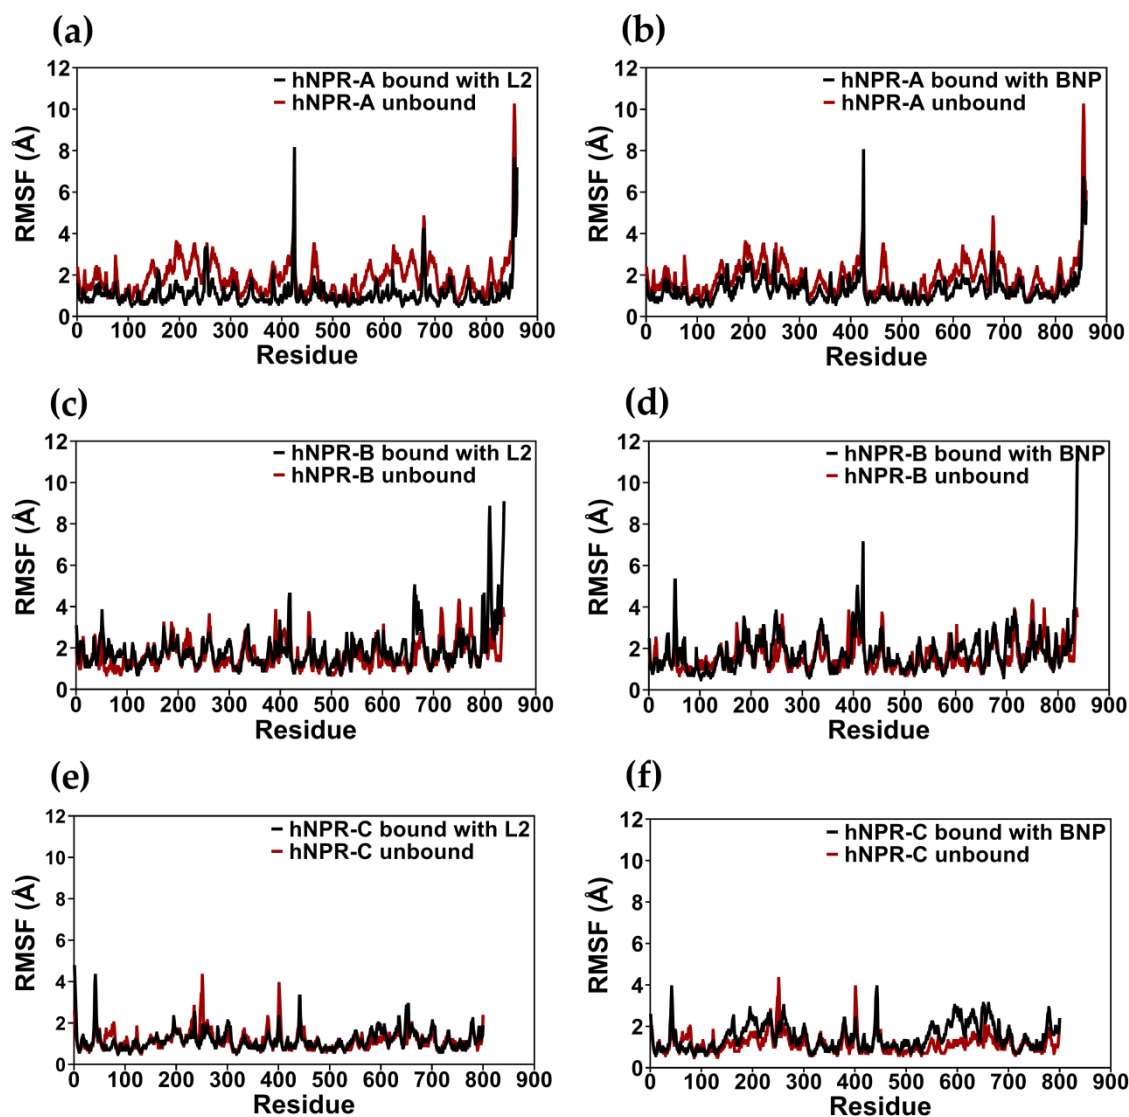 (a)
hNPR-A bound with L2
hNPR-A unbound
RMSF (Å)
12
10
8
6
4
2
0
0 100 200 300 400 500 600 700 800 900
Residue
(b)
hNPR-A bound with BNP
hNPR-A unbound
RMSF (Å)
12
10
8
6
4
2
0
0 100 200 300 400 500 600 700 800 900
Residue
(c)
hNPR-B bound with L2
hNPR-B unbound
RMSF (Å)
12
10
8
6
4
2
0
0 100 200 300 400 500 600 700 800 900
Residue
(d)
hNPR-B bound with BNP
hNPR-B unbound
RMSF (Å)
12
10
8
6
4
2
0
0 100 200 300 400 500 600 700 800 900
Residue
(e)
hNPR-C bound with L2
hNPR-C unbound
RMSF (Å)
12
10
8
6
4
2
0
0 100 200 300 400 500 600 700 800 900
Residue
(f)
hNPR-C bound with BNP
hNPR-C unbound
RMSF (Å)
12
10
8
6
4
2
0
0 100 200 300 400 500 600 700 800 900
Residue